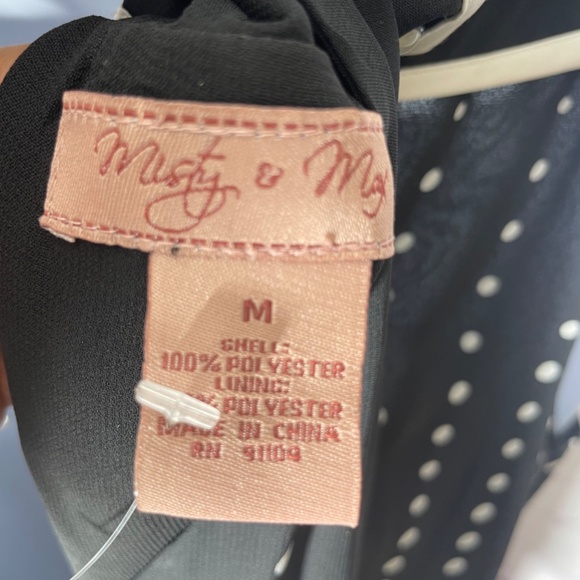 Misty &
M
SHELL:
100% POLYESTER
LINING:
% POLYESTER
MADE IN CHINA
RN 91109